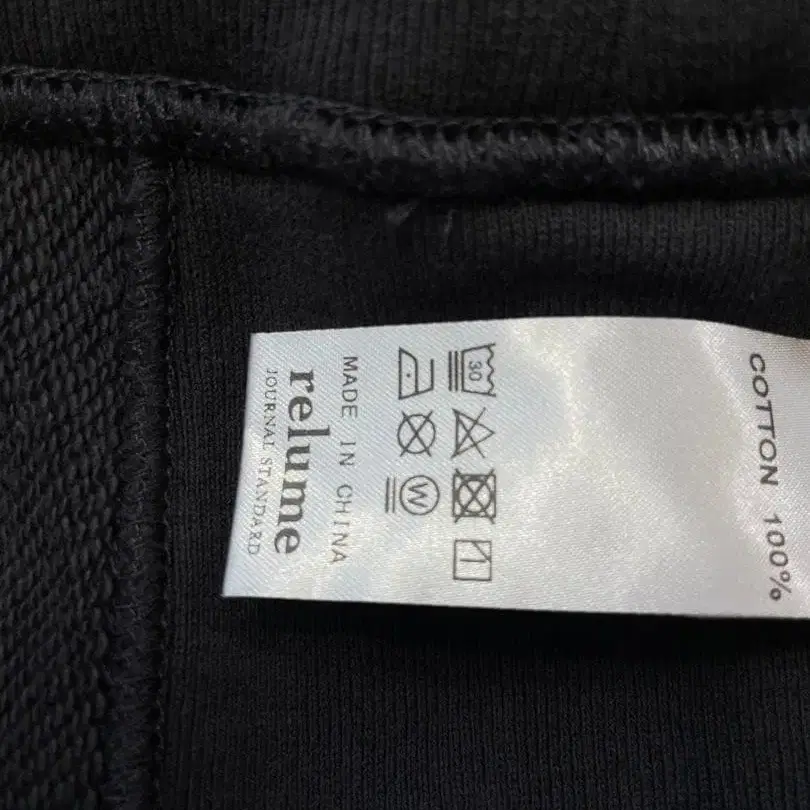 COTTON 100%
30
W
MADE IN CHINA
relume
JOURNAL STANDARD